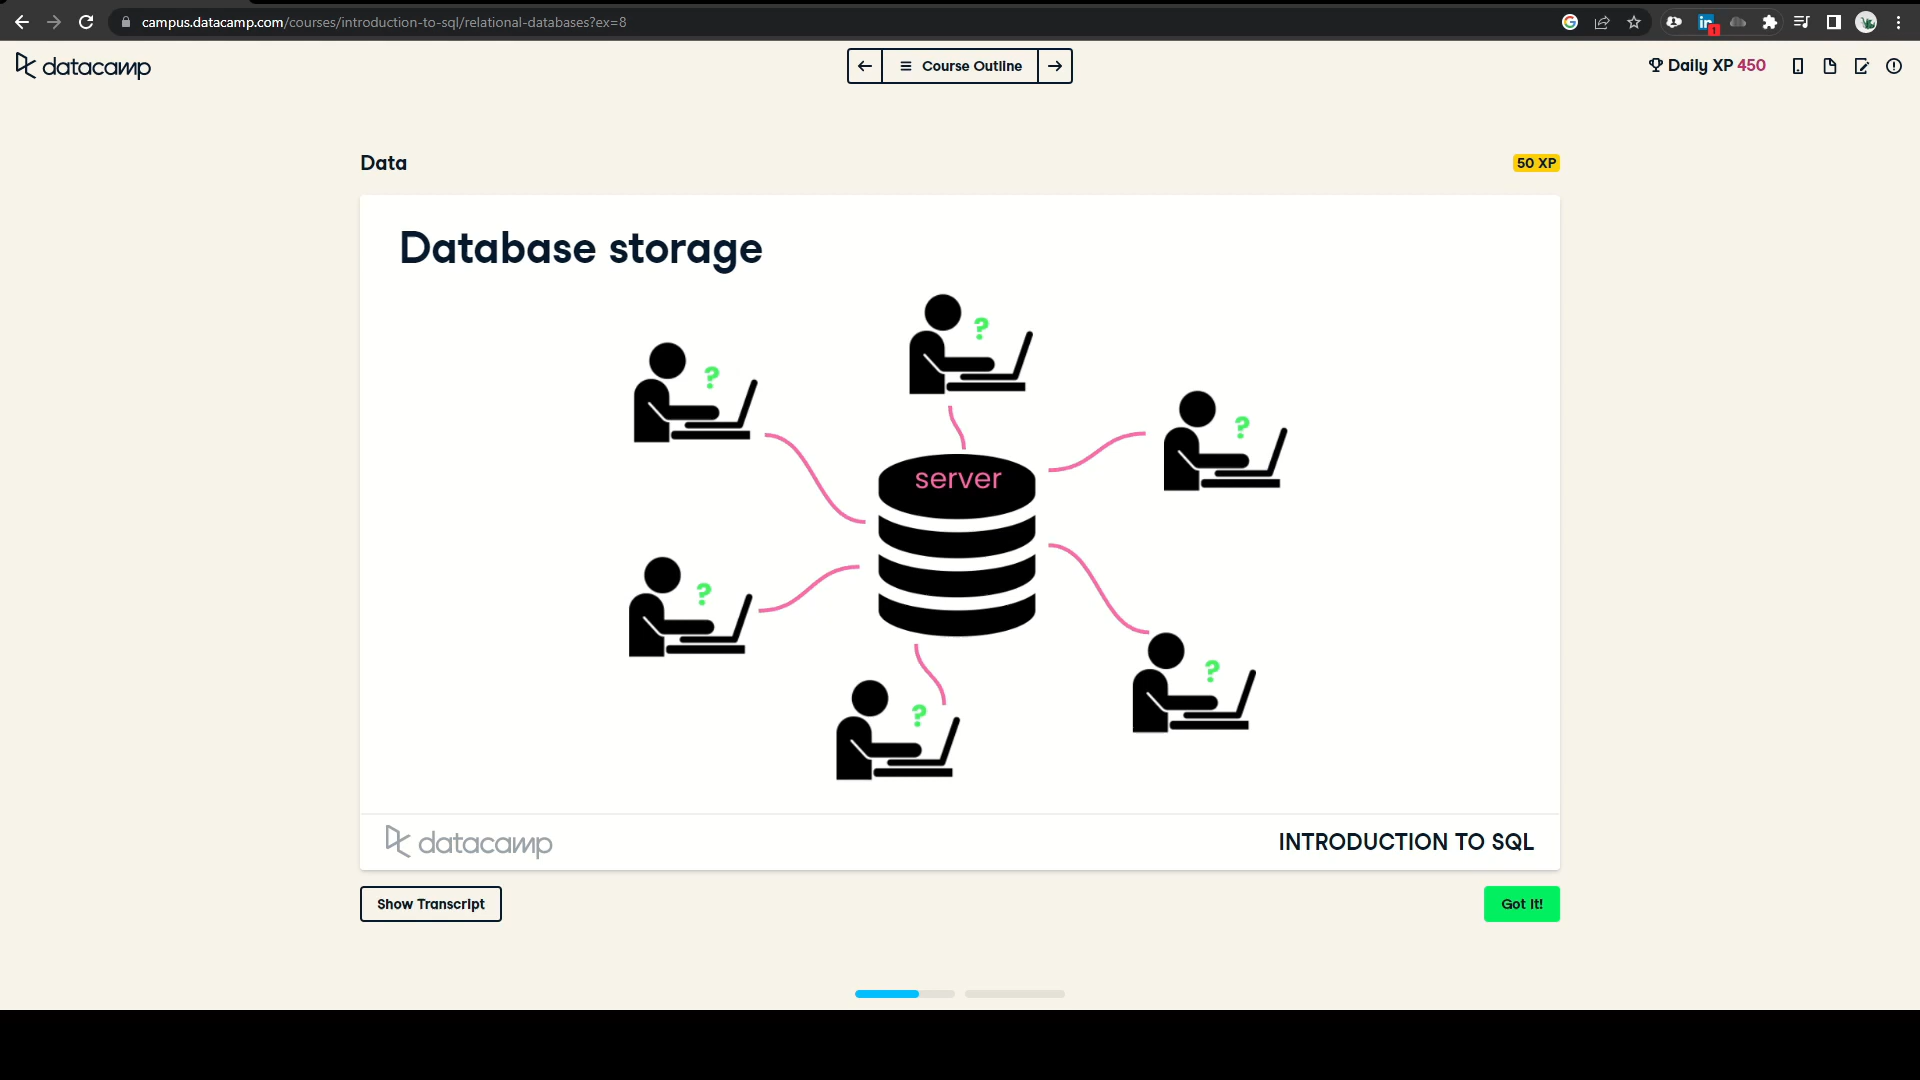 campus.datacamp.com/courses/introduction-to-sql/relational-databases?ex=8
1
datacamp
Course Outline
Daily XP 450
Data
50 XP
Database storage
?
?
?
server
?
?
?
datacamp
INTRODUCTION TO SQL
Show Transcript
Got It!